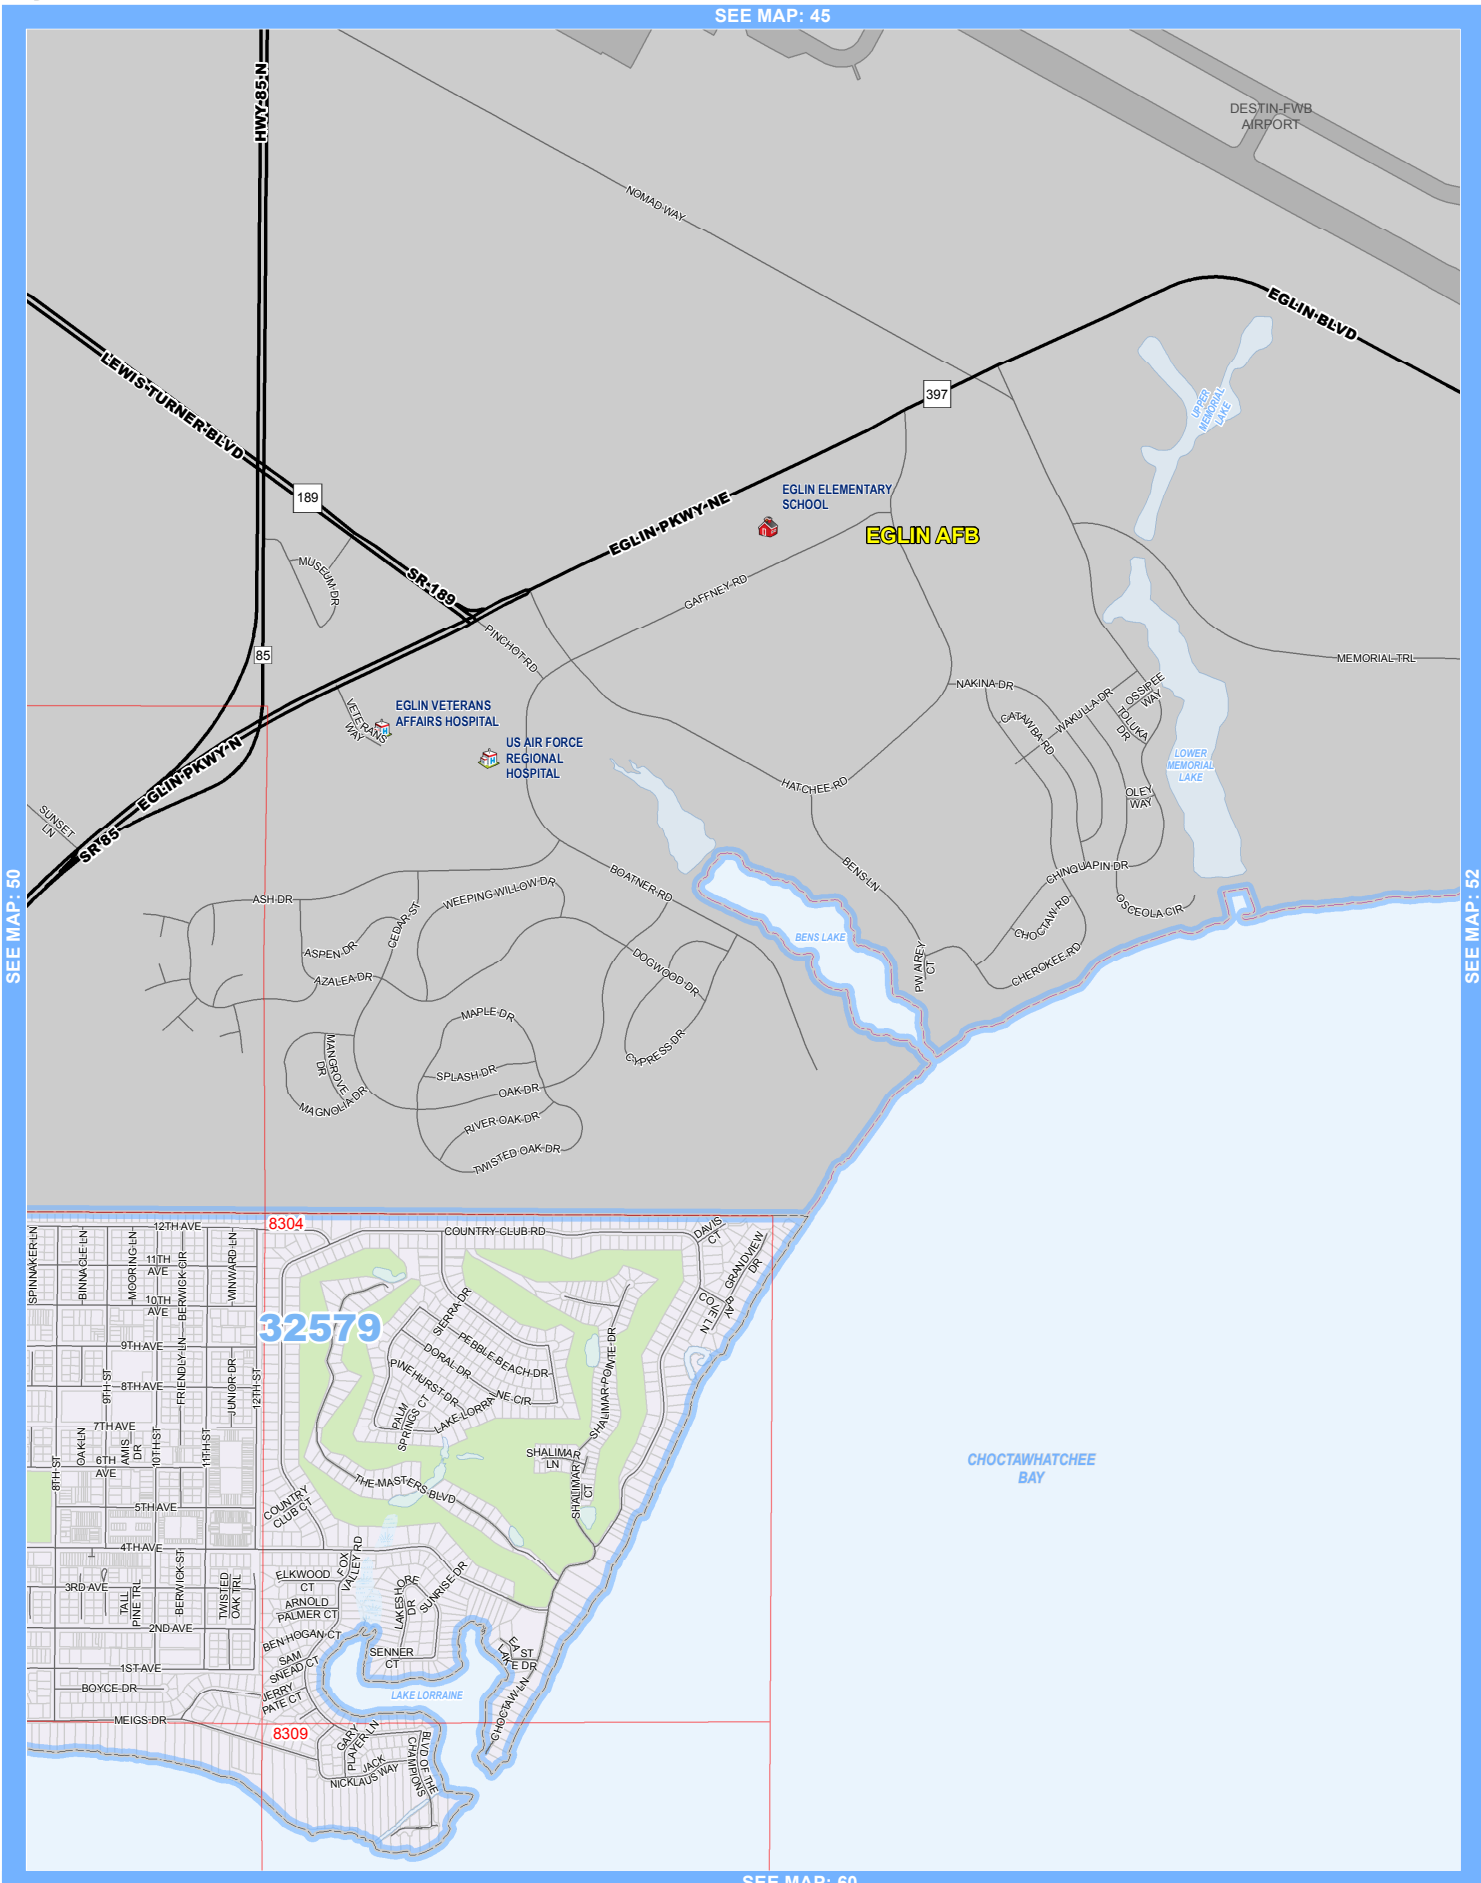 SEE MAP: 45
HWY 85 N
DESTIN-FWB
AIRPORT
NOMAD WAY
EGLIN BLVD
LEWIS TURNER BLVD
397
UPPER
MEMORIAL
LAKE
189
EGLIN ELEMENTARY
SCHOOL
EGLIN PKWY NE
EGLIN AFB
MUSEUM DR
SR 189
GAFFNEY RD
PINCHOT RD
85
MEMORIAL TRL
NAKINA DR
OSSIPEE
WAY
WAKULLA DR
TOLUKA
DR
CATAWBA RD
EGLIN VETERANS
AFFAIRS HOSPITAL
VETERANS
WAY
US AIR FORCE
REGIONAL
HOSPITAL
LOWER
MEMORIAL
LAKE
EGLIN PKWY N
HATCHEE RD
OLEY
WAY
SUNSET
LN
SR 85
BENS LN
CHINQUAPIN DR
BOATNER RD
WEEPING WILLOW DR
ASH DR
CEDAR ST
OSCEOLA CIR
CHOCTAW RD
SEE MAP: 50
SEE MAP: 52
BENS LAKE
ASPEN DR
DOGWOOD DR
PW AIREY
CT
CHEROKEE RD
AZALEA DR
MAPLE DR
CYPRESS DR
MANGROVE
DR
SPLASH DR
OAK DR
MAGNOLIA DR
RIVER OAK DR
TWISTED OAK DR
8304
12TH AVE
COUNTRY CLUB RD
DAVIS
CT
GRANDVIEW
DR
SPINNAKER LN
BINNACLE LN
MOORING LN
11TH
AVE
BERWICK CIR
WINWARD LN
10TH
AVE
BAY
COVE LN
32579
SIERRA DR
9TH AVE
PEBBLE BEACH DR
DORAL DR
PINEHURST DR
SHALIMAR POINTE DR
8TH AVE
9TH ST
FRIENDLY LN
JUNIOR DR
12TH ST
LAKE LORRAINE CIR
PALM
SPRINGS CT
7TH AVE
OAK LN
AMIS
DR
10TH ST
11TH ST
6TH
AVE
8TH ST
SHALIMAR
LN
CHOCTAWHATCHEE
BAY
THE MASTERS BLVD
SHALIMAR
CT
COUNTRY
CLUB CT
5TH AVE
4TH AVE
FOX
VALLEY RD
ELKWOOD
CT
3RD AVE
TALL
PINE TRL
BERWICK ST
TWISTED
OAK TRL
LAKESHORE
DR
SUNRISE DR
ARNOLD
PALMER CT
2ND AVE
BEN HOGAN CT
SAM
SNEAD CT
SENNER
CT
EAST
LAKE DR
1ST AVE
BOYCE DR
JERRY
PATE CT
LAKE LORRAINE
CHOCTAW LN
MEIGS DR
8309
GARY
PLAYER LN
JACK
NICKLAUS WAY
BLVD OF THE
CHAMPIONS
SEE MAP: 60